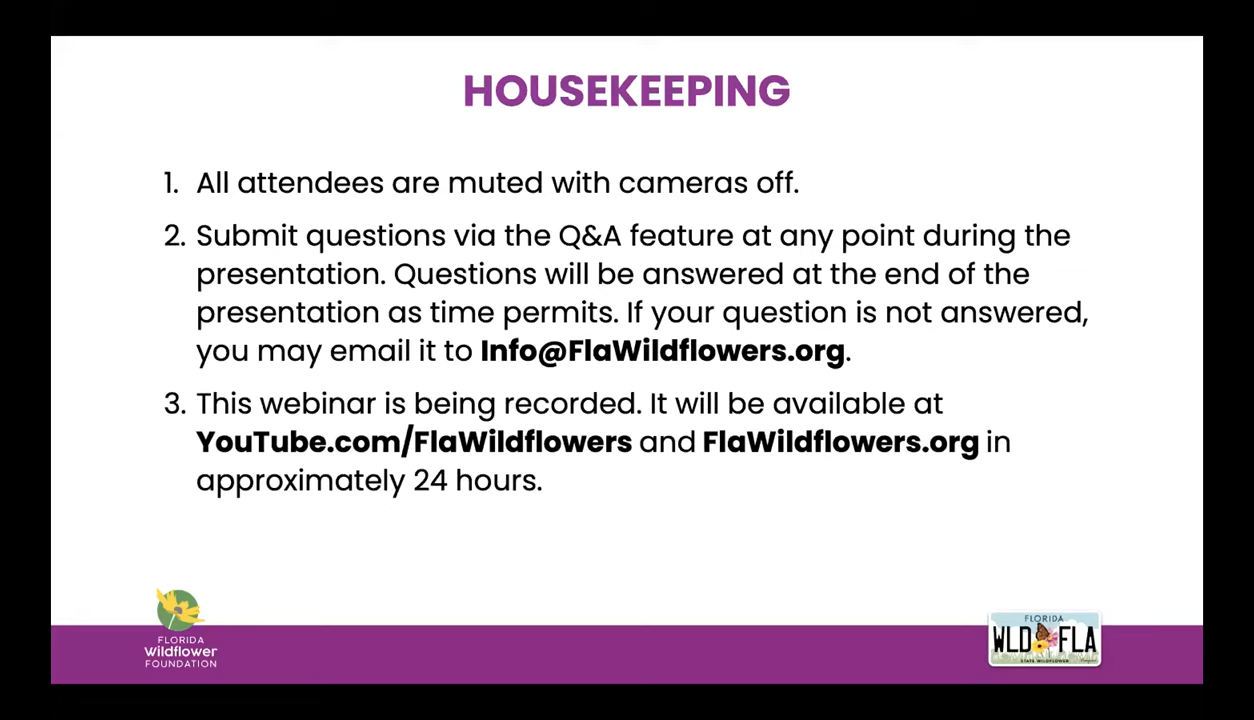 HOUSEKEEPING
1. All attendees are muted with cameras off.
2. Submit questions via the Q&A feature at any point during the
presentation. Questions will be answered at the end of the
presentation as time permits. If your question is not answered,
you may email it to Info@FlaWildflowers.org.
3. This webinar is being recorded. It will be available at
YouTube.com/FlaWildflowers and FlaWildflowers.org in
approximately 24 hours.
FLORIDA
wildflower
FOUNDATION
FLORIDA
WLD FLA
STATE WILDFLOWER